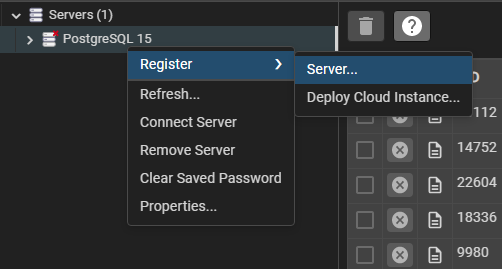 Servers (1)
PostgreSQL 15
Register
Server...
Refresh...
Deploy Cloud Instance...
Connect Server
Remove Server
Clear Saved Password
Properties...
112
14752
22604
18336
9980